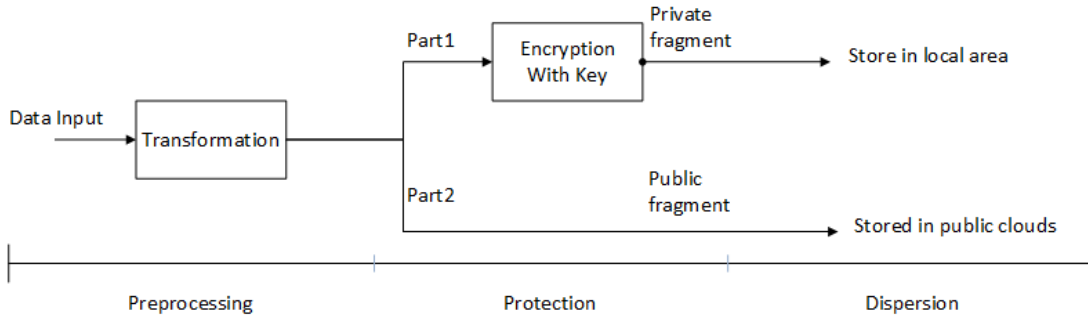 Part1
Encryption
With Key
Private
fragment
Store in local area
Data Input
Transformation
Part2
Public
fragment
Stored in public clouds
Preprocessing
Protection
Dispersion